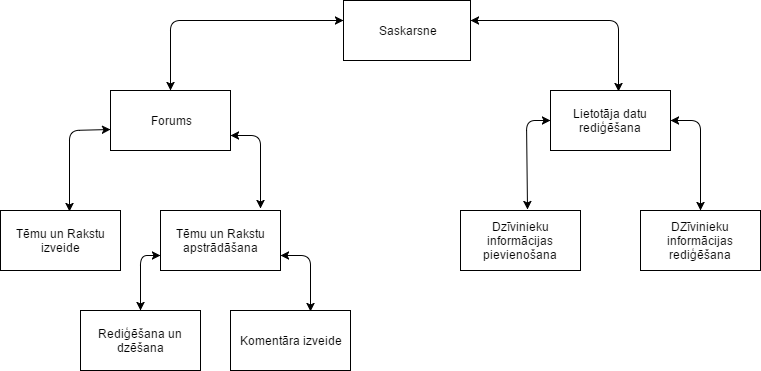 Saskarsne
Forums
Lietotāja datu
rediģēšana
Tēmu un Rakstu
izveide
Tēmu un Rakstu
apstrādāšana
Dzīvinieku
informācijas
pievienošana
DZīvinieku
informācijas
rediģēšana
Rediģēšana un
dzēšana
Komentāra izveide